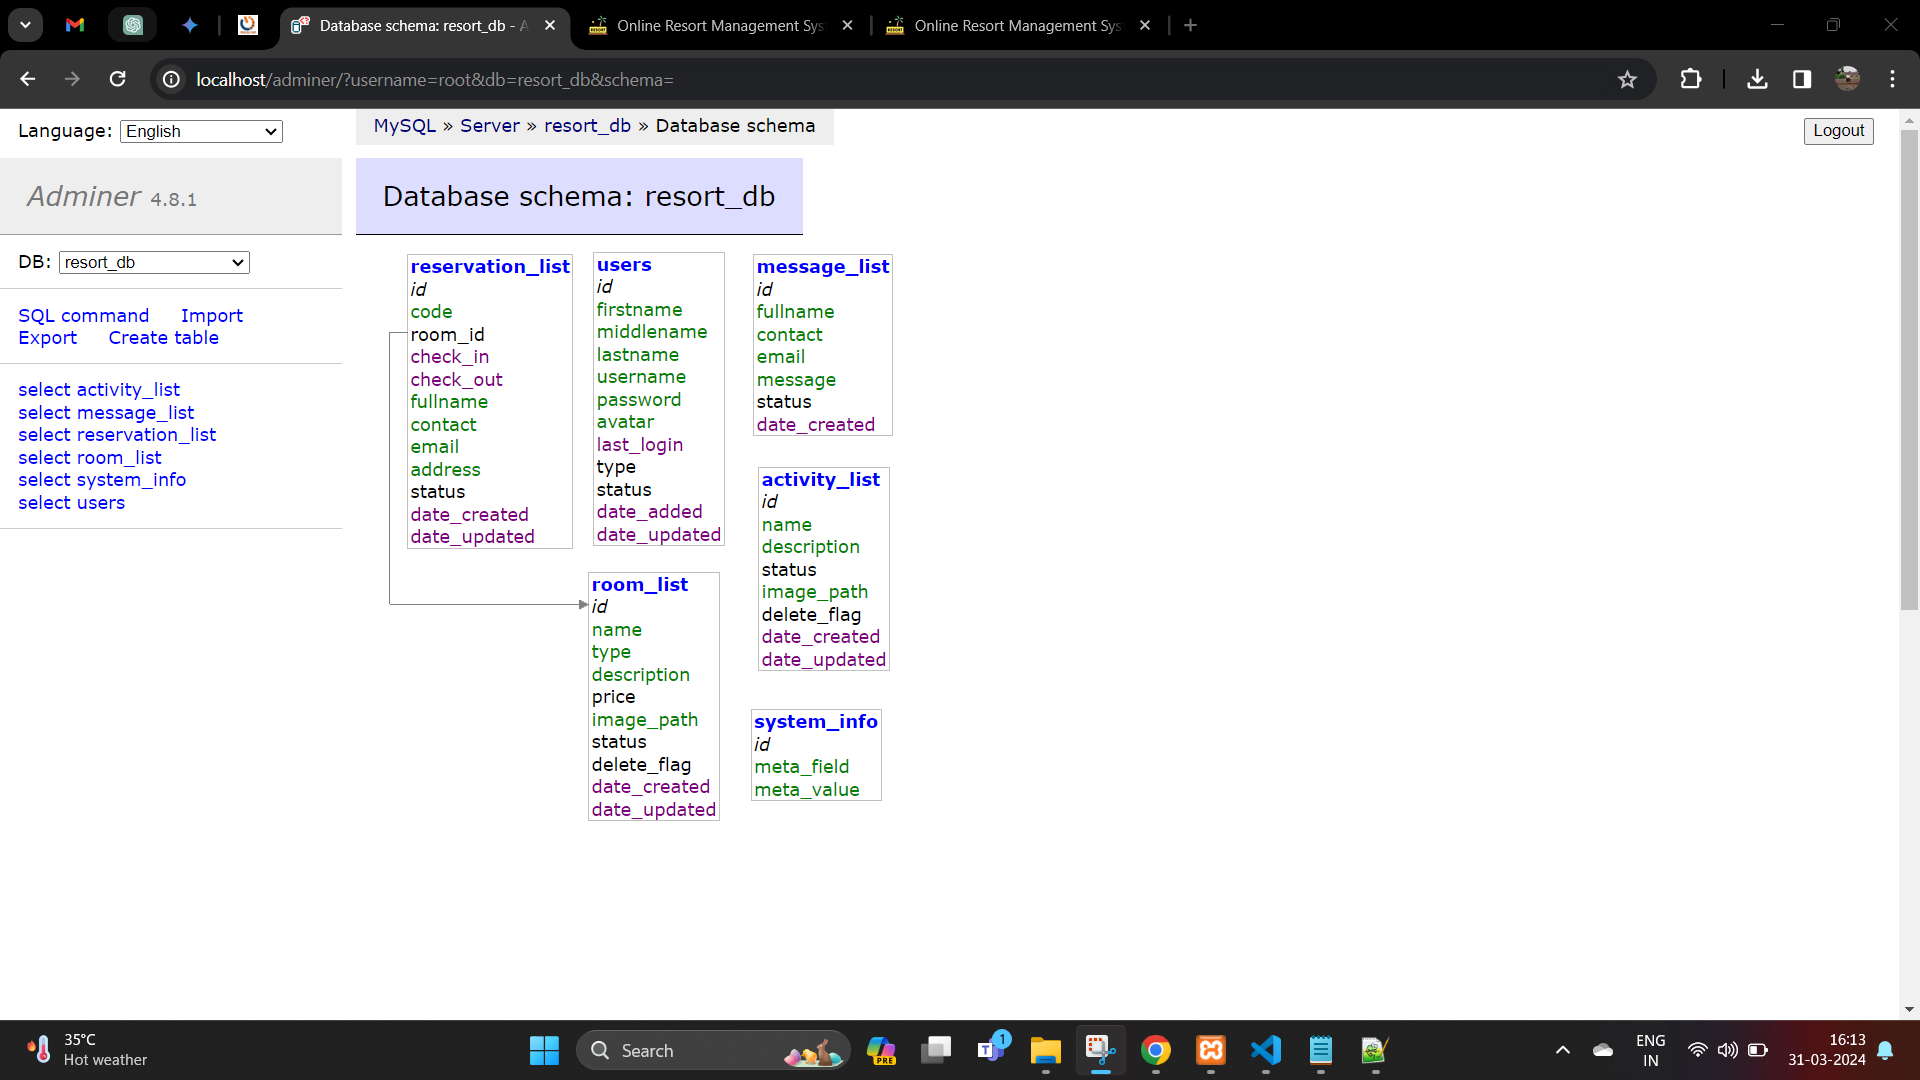 Database schema: resort_db - A
Online Resort Management Sys
Online Resort Management Sys
localhost/adminer/?username=root&db=resort_db&schema=
Language: English
MySQL » Server » resort_db » Database schema
Logout
Adminer 4.8.1
Database schema: resort_db
DB: resort_db
SQL command Import
Export Create table
select activity_list
select message_list
select reservation_list
select room_list
select system_info
select users
reservation_list
id
code
room_id
check_in
check_out
fullname
contact
email
address
status
date_created
date_updated
users
id
firstname
middlename
lastname
username
password
avatar
last_login
type
status
date_added
date_updated
message_list
id
fullname
contact
email
message
status
date_created
activity_list
id
name
description
status
image_path
delete_flag
date_created
date_updated
room_list
id
name
type
description
price
image_path
status
delete_flag
date_created
date_updated
system_info
id
meta_field
meta_value
35°C
Hot weather
Search
PRE
1
ENG
IN
16:13
31-03-2024